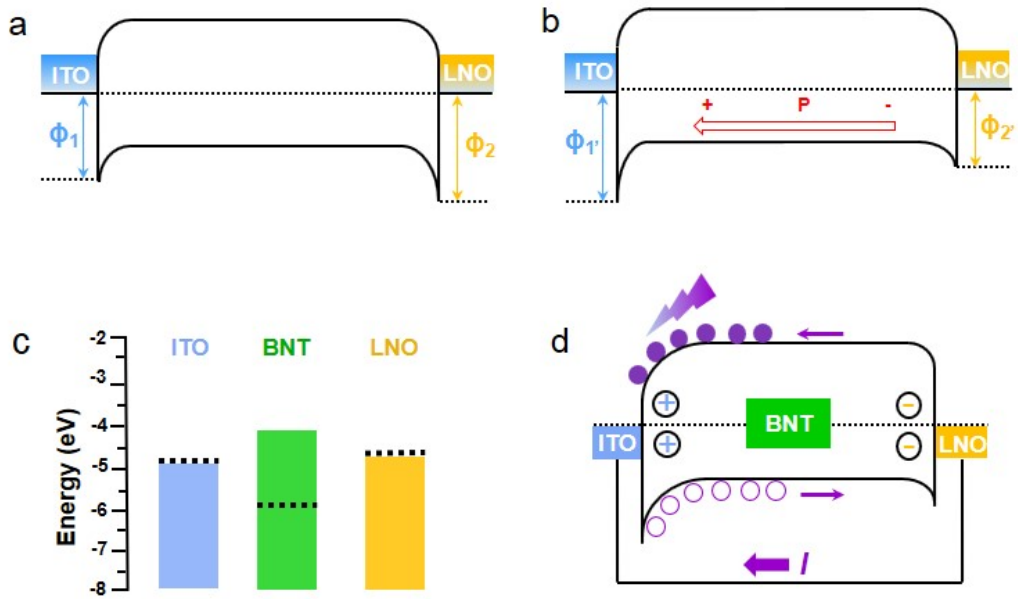 a
ITO
LNO
Φ1
Φ2
b
ITO
LNO
+ P -
Φ1'
Φ2'
c
ITO BNT LNO
Energy (eV)
-2
-3
-4
-5
-6
-7
-8
d
+ -
BNT
ITO
LNO
+ -
I